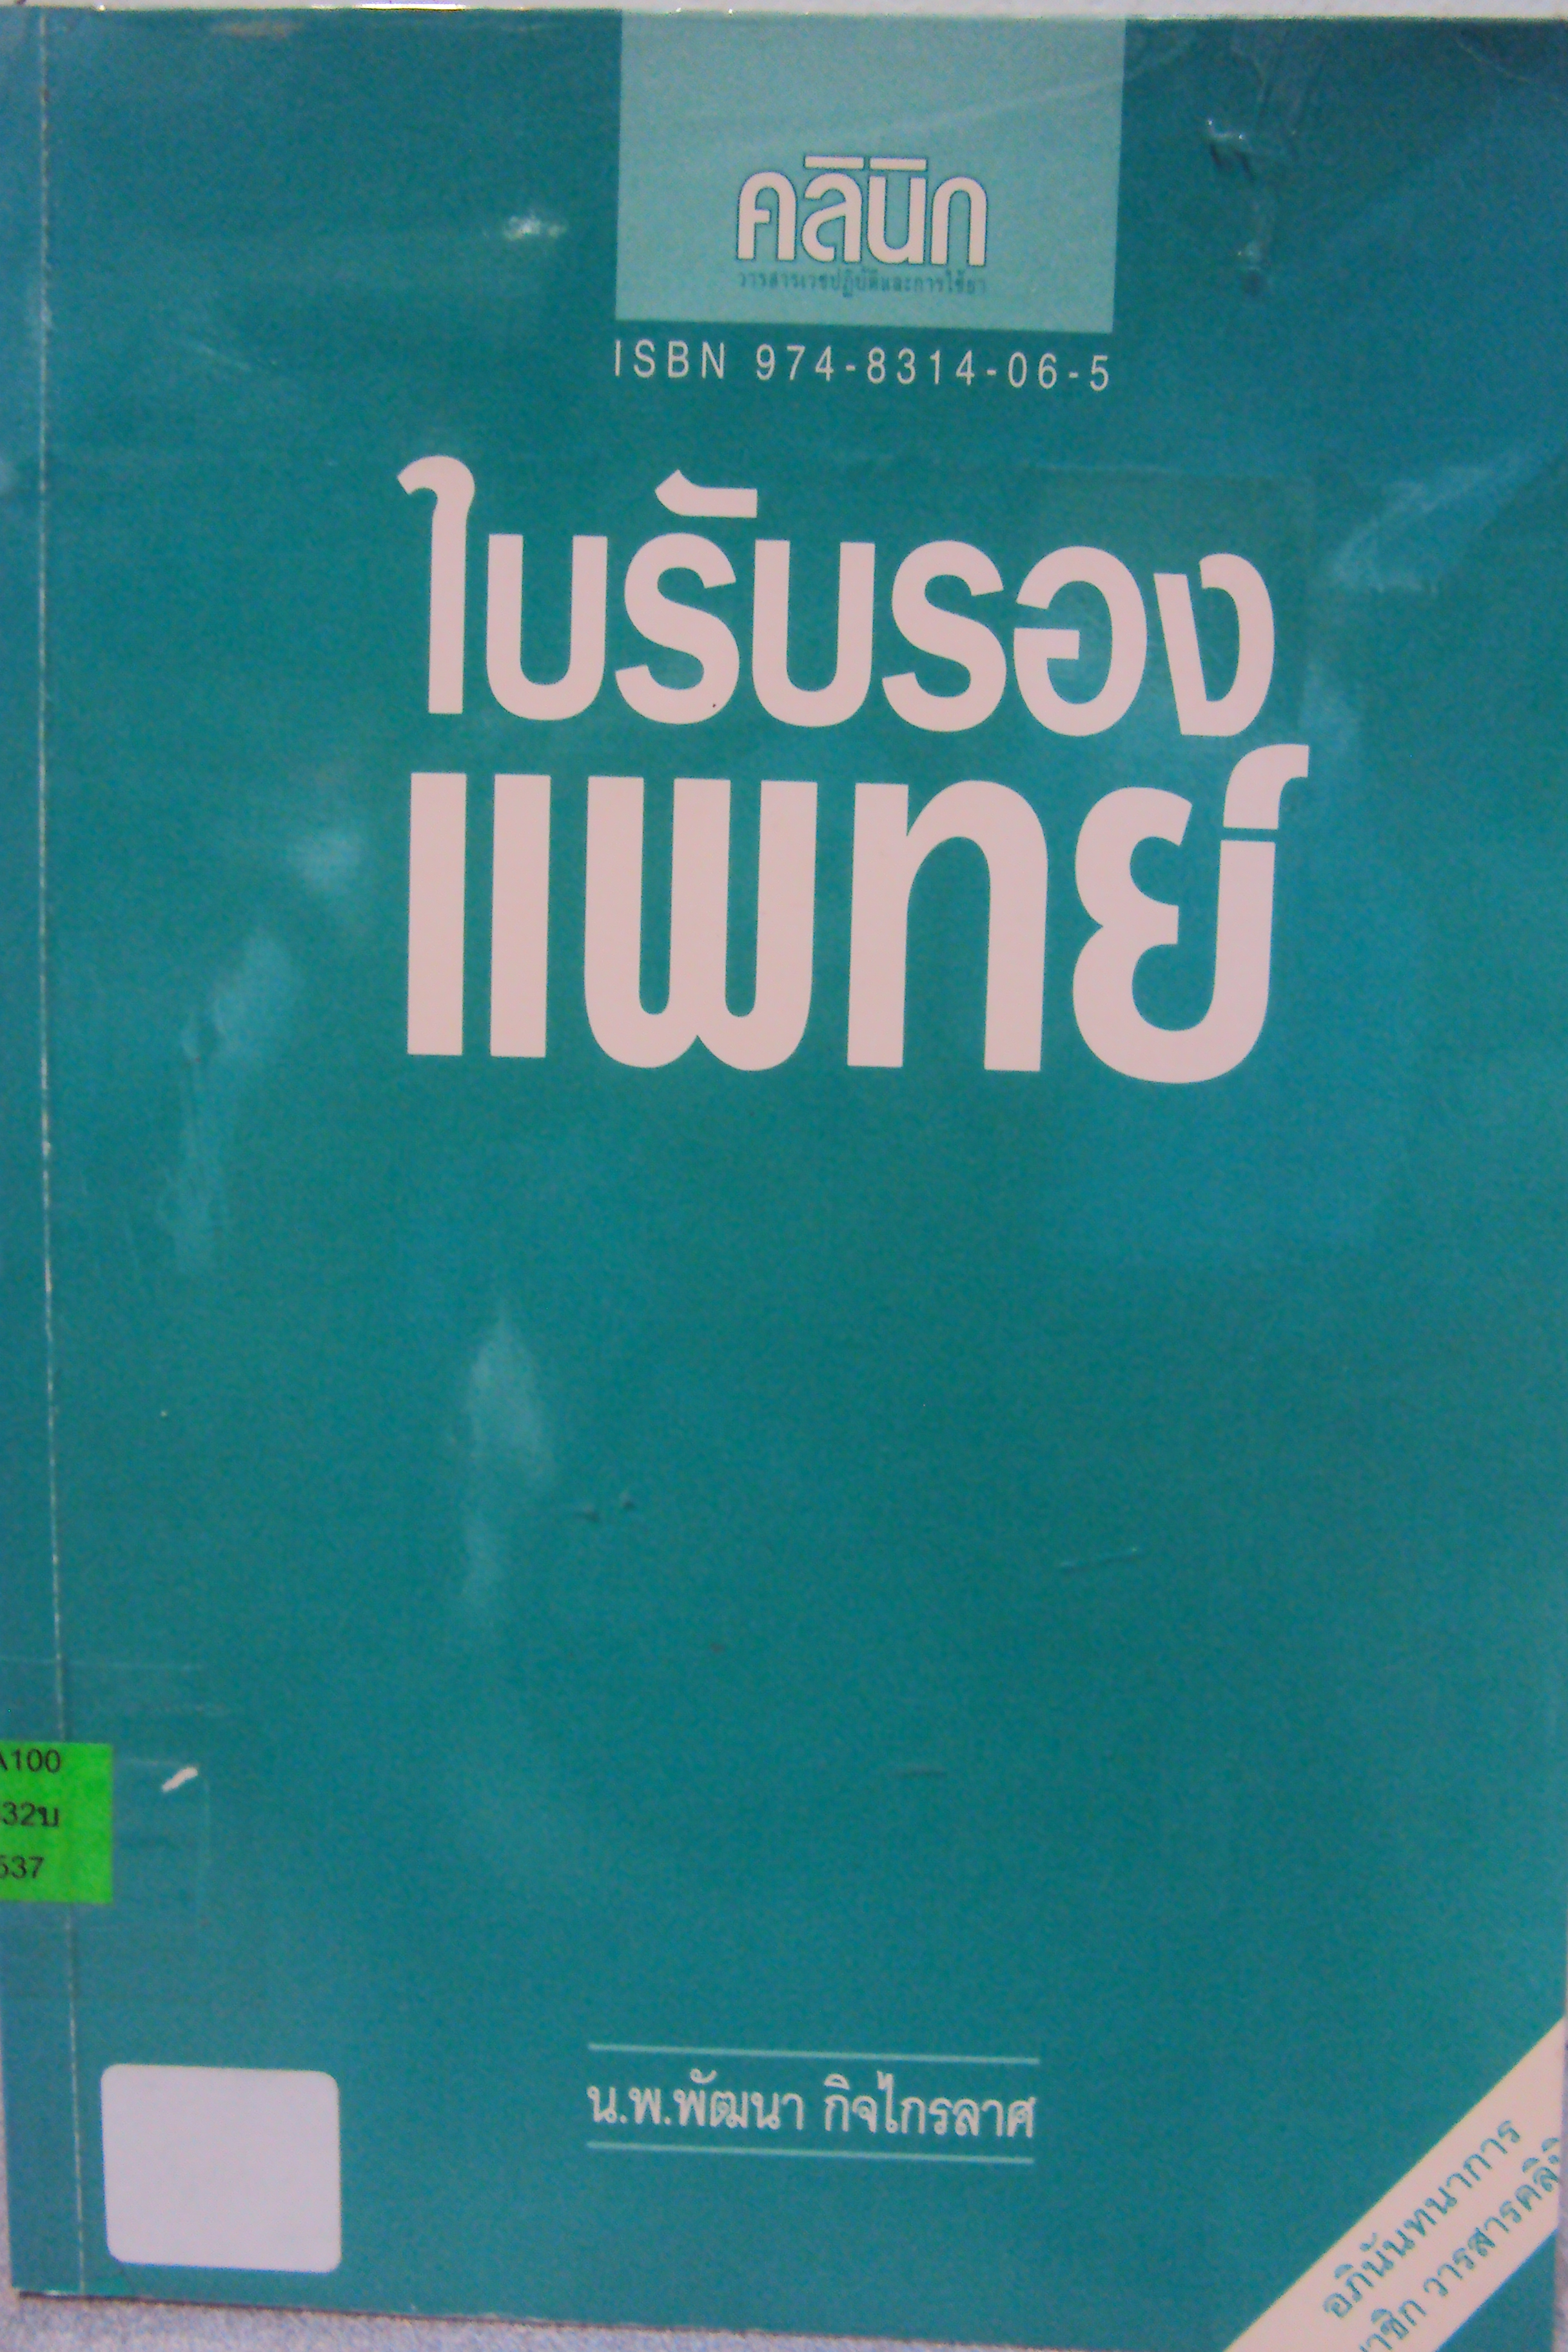 คลินิก
วารสารเวชปฏิบัติและการใช้ยา
ISBN 974-8314-06-5
ใบรับรอง
แพทย์
A100
32บ
537
น.พ.พัฒนา กิจไกรลาศ
อภินันทนาการ
วารสารคลินิ